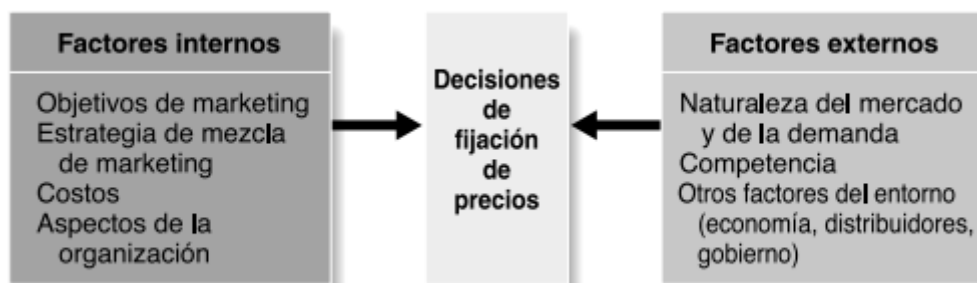 Factores internos
Objetivos de marketing
Estrategia de mezcla
de marketing
Costos
Aspectos de la
organización
Decisiones
de
fijación
de
precios
Factores externos
Naturaleza del mercado
y de la demanda
Competencia
Otros factores del entorno
(economía, distribuidores,
gobierno)